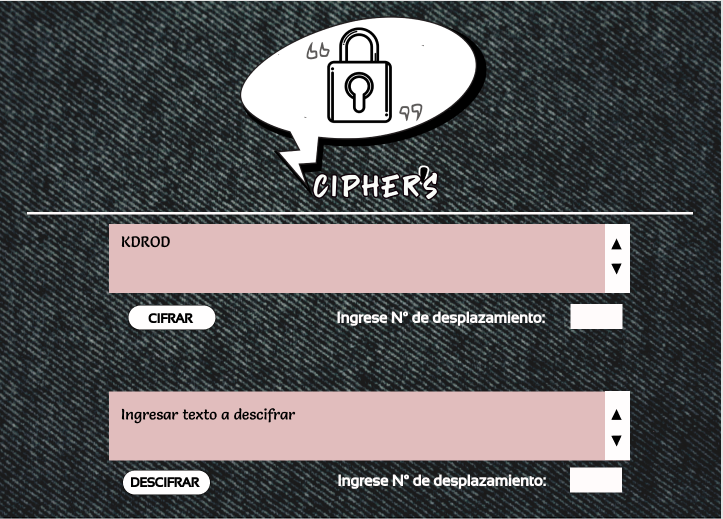 CIPHER'S
KDROD
CIFRAR
Ingrese N° de desplazamiento:
Ingresar texto a descifrar
DESCIFRAR
Ingrese N° de desplazamiento: